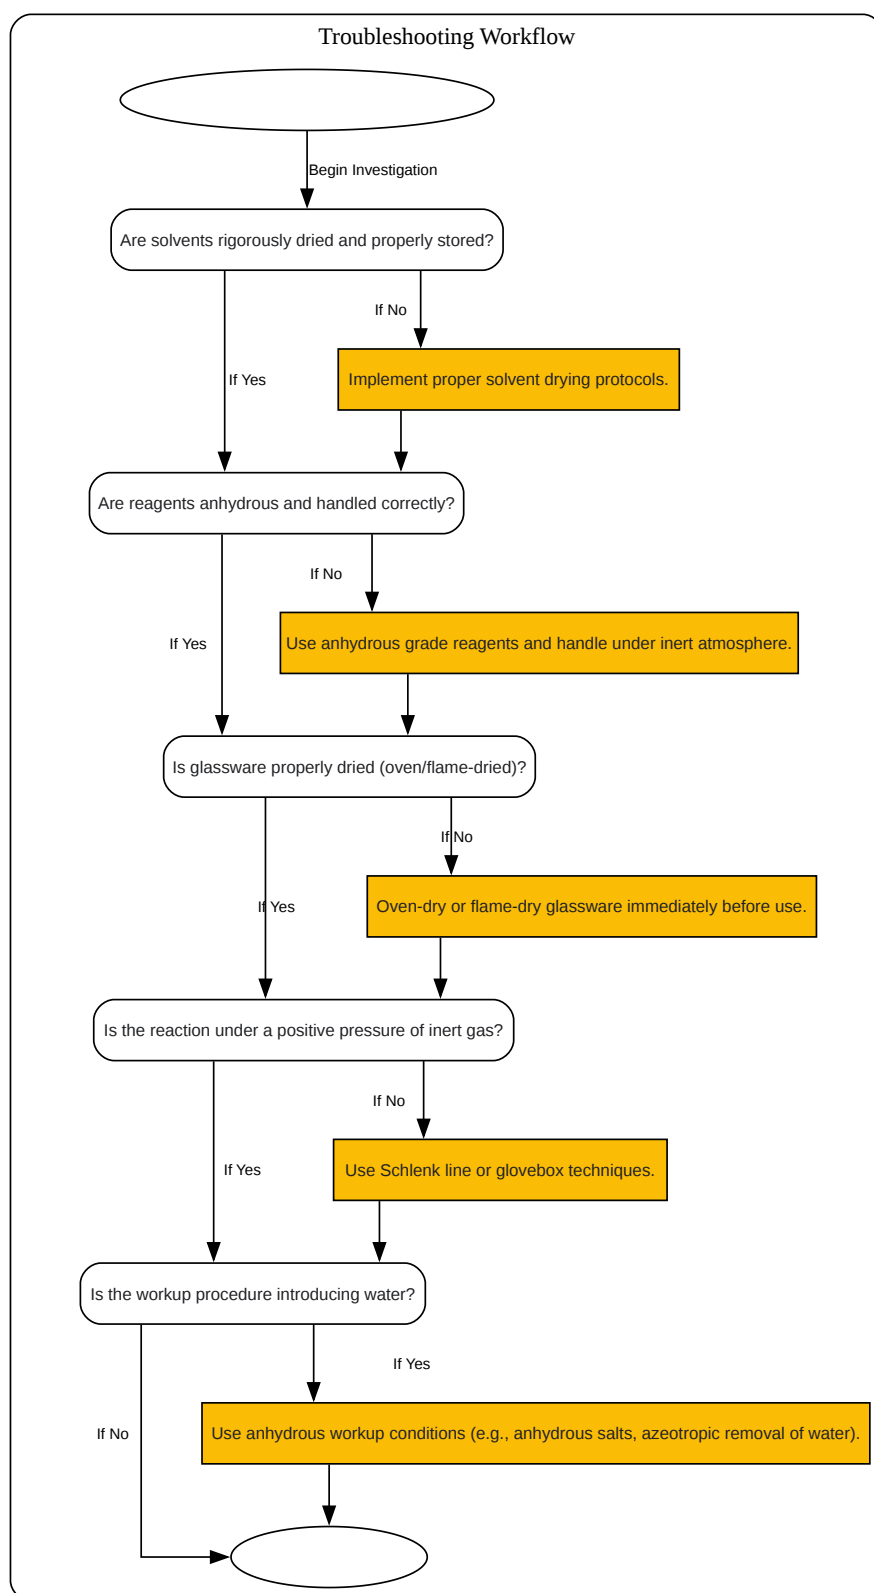 Troubleshooting Workflow
Begin Investigation
Are solvents rigorously dried and properly stored?
If No
If Yes
Implement proper solvent drying protocols.
Are reagents anhydrous and handled correctly?
If No
If Yes
Use anhydrous grade reagents and handle under inert atmosphere.
Is glassware properly dried (oven/flame-dried)?
If No
If Yes
Oven-dry or flame-dry glassware immediately before use.
Is the reaction under a positive pressure of inert gas?
If No
If Yes
Use Schlenk line or glovebox techniques.
Is the workup procedure introducing water?
If Yes
If No
Use anhydrous workup conditions (e.g., anhydrous salts, azeotropic removal of water).